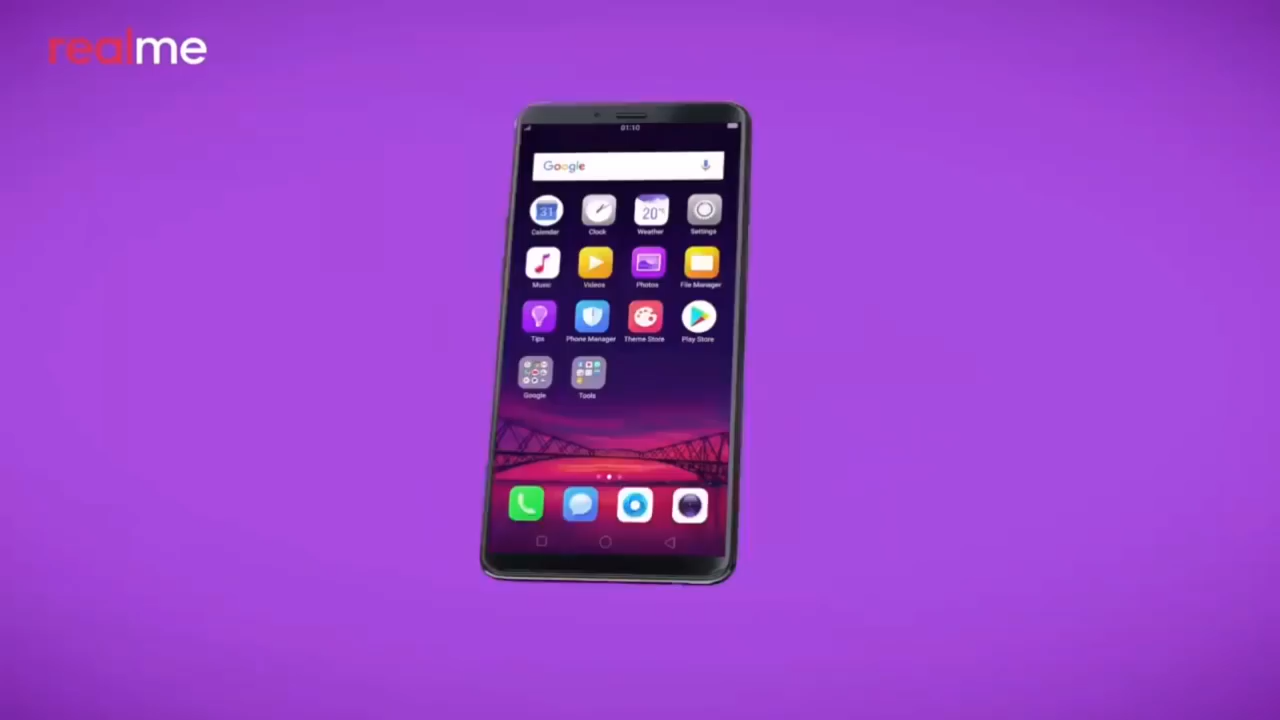 realme
01:10
Google
31
20°
Calendar Clock Weather Settings
Music Videos Photos File Manager
Tips Phone Manager Theme Store Play Store
Google Tools